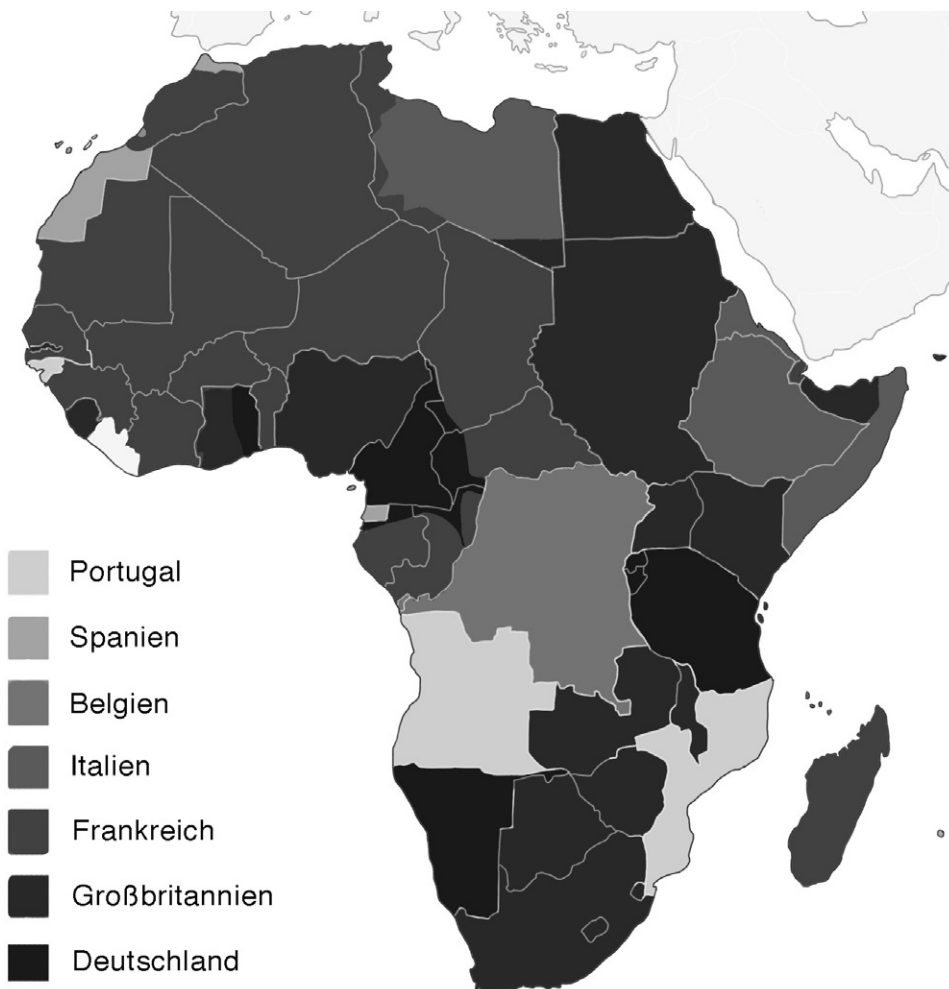 Portugal
Spanien
Belgien
Italien
Frankreich
Großbritannien
Deutschland